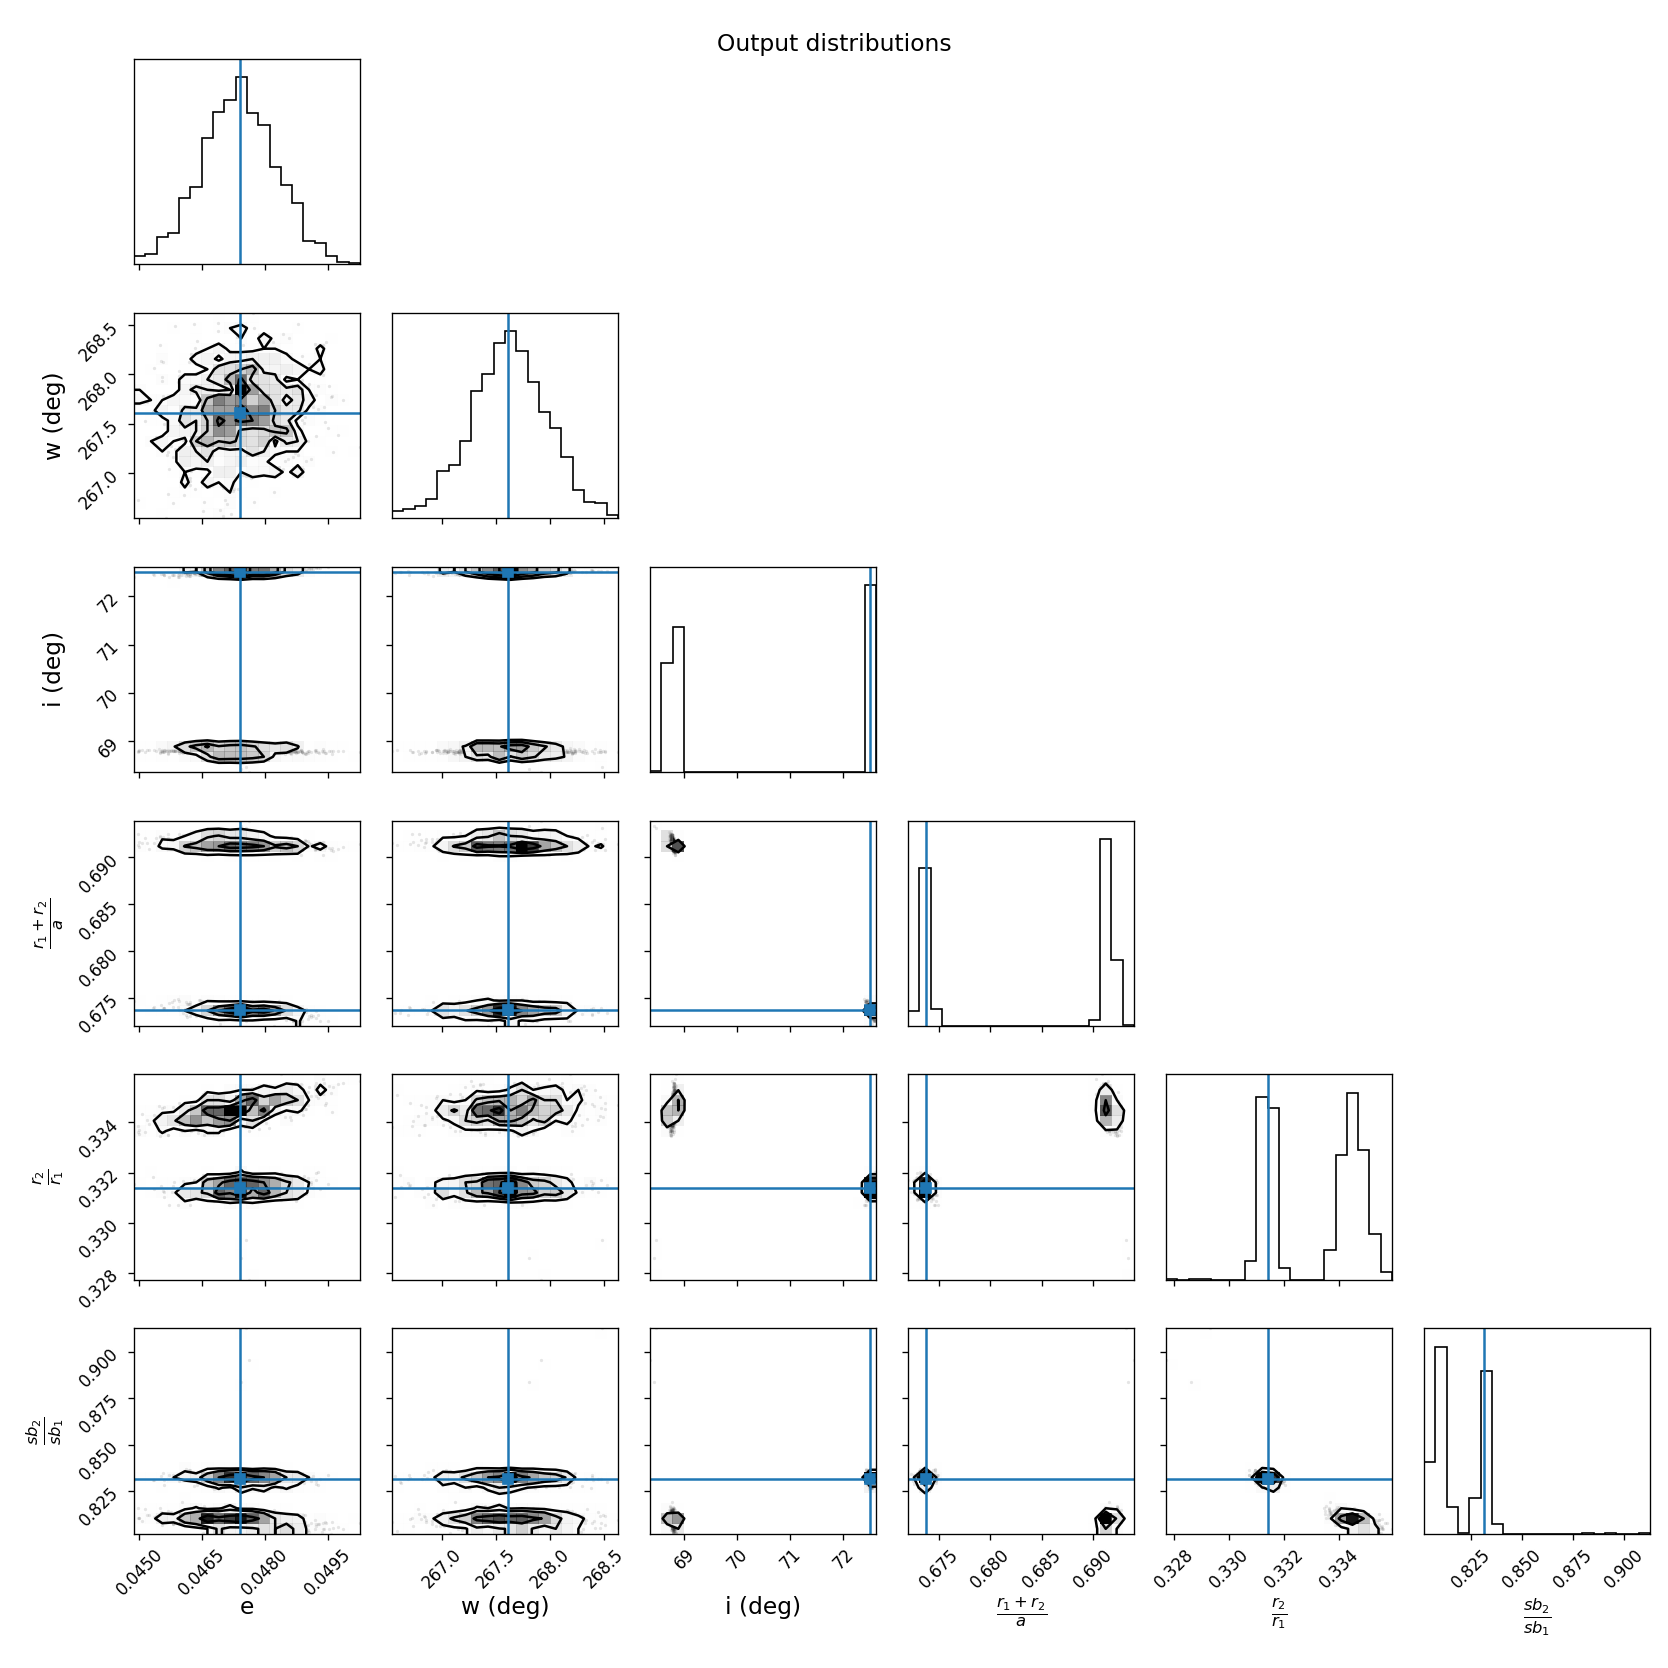 Output distributions
w (deg)
268.5
268.0
267.5
267.0
i (deg)
72
71
70
69
r₁ + r₂
a
0.690
0.685
0.680
0.675
r₂
r₁
0.334
0.332
0.330
0.328
sb₂
sb₁
0.900
0.875
0.850
0.825
0.0450 0.0465 0.0480 0.0495 267.0 267.5 268.0 268.5 69 70 71 72 0.675 0.680 0.685 0.690 0.328 0.330 0.332 0.334 0.825 0.850 0.875 0.900
e w (deg) i (deg)
r₁ + r₂
a
r₂
r₁
sb₂
sb₁